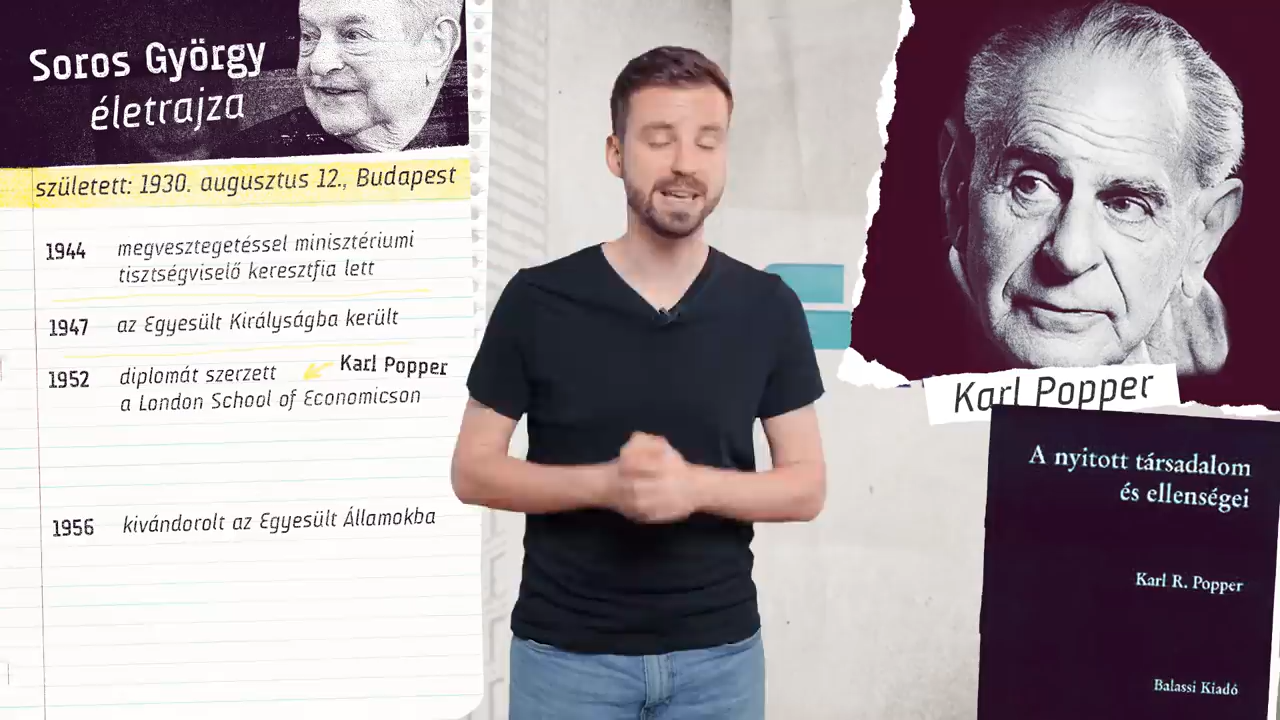 Soros György
életrajza
született: 1930. augusztus 12., Budapest
1944 megvesztegetéssel minisztériumi
tisztségviselő keresztfia lett
1947 az Egyesült Királyságba került
1952 diplomát szerzett Karl Popper
a London School of Economicson
1956 kivándorolt az Egyesült Államokba
Karl Popper
A nyitott társadalom
és ellenségei
Karl R. Popper
Balassi Kiadó